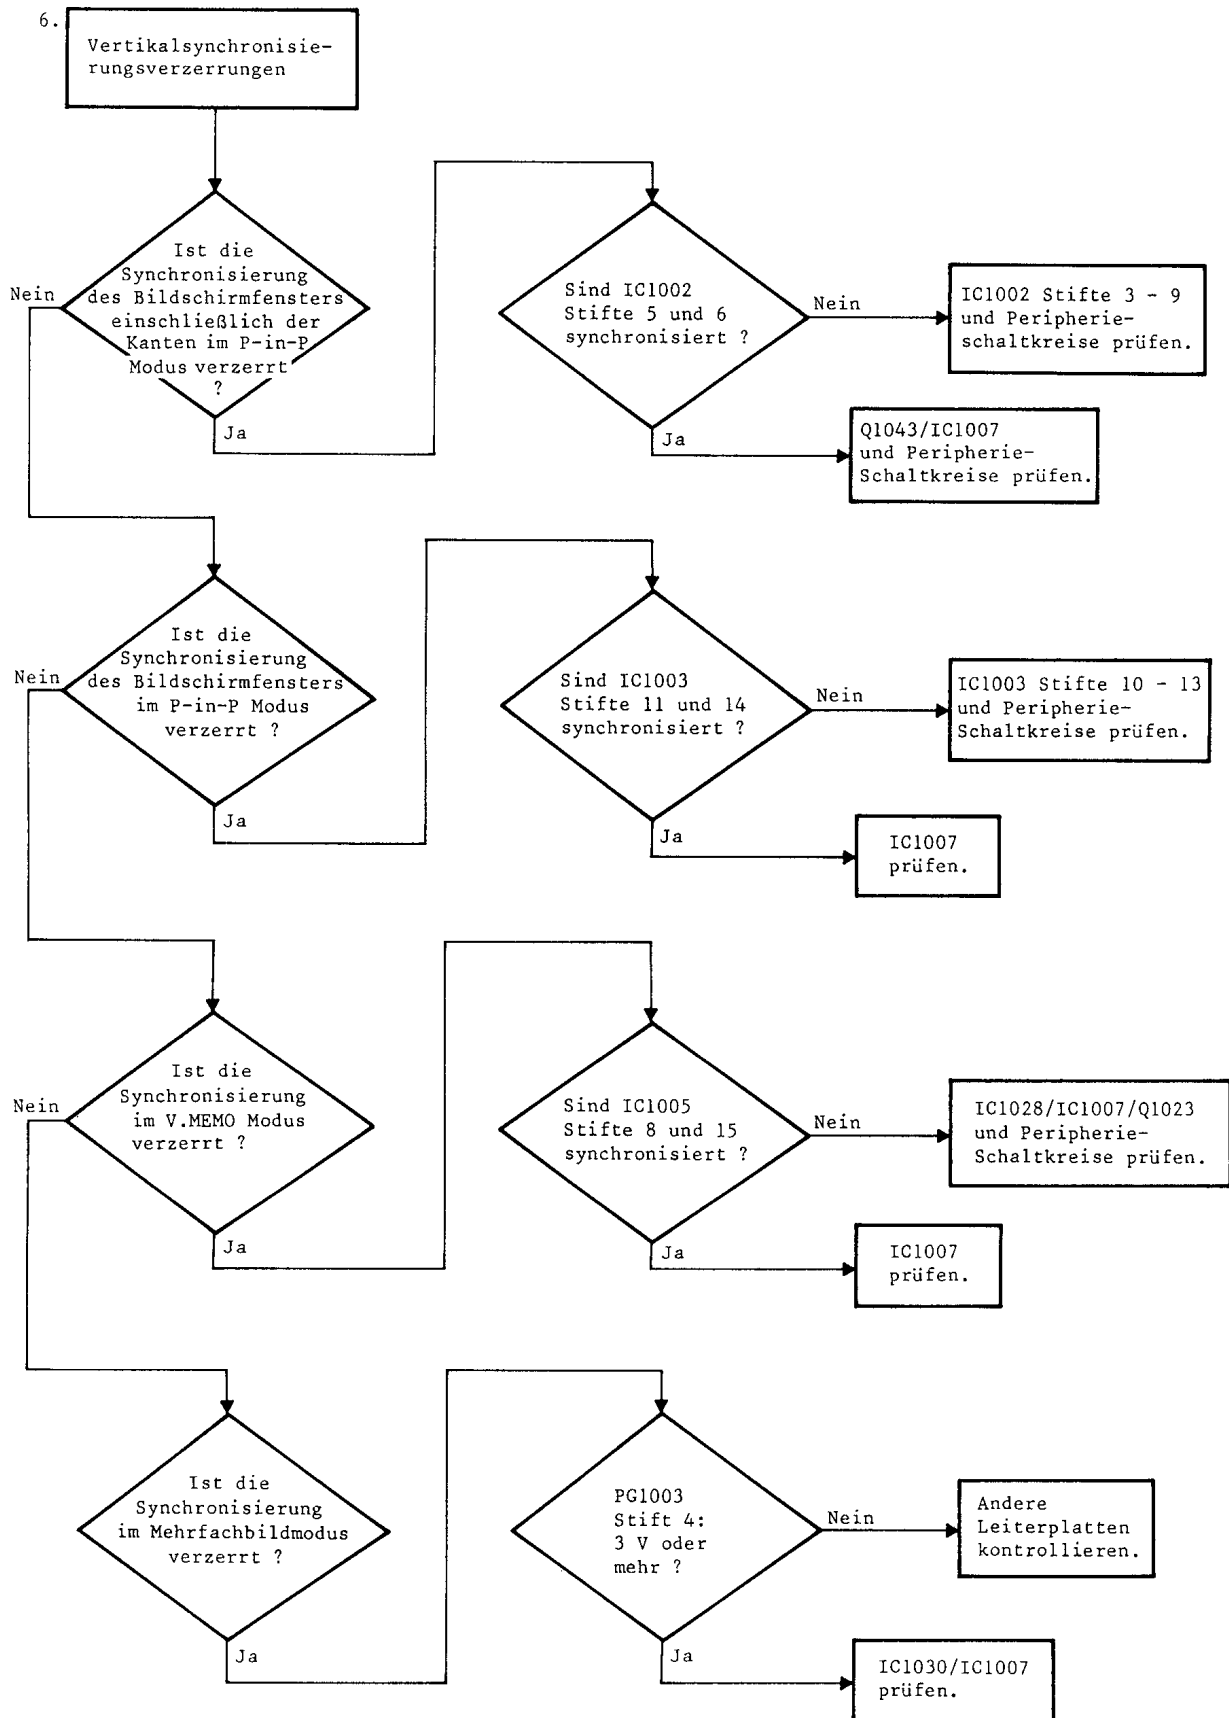 6.
Vertikalsynchronisie-
rungsverzerrungen
Ist die
Synchronisierung
des Bildschirmfensters
einschließlich der
Kanten im P-in-P
Modus verzerrt
?
Nein
Ja
Sind IC1002
Stifte 5 und 6
synchronisiert ?
Nein
IC1002 Stifte 3 - 9
und Peripherie-
schaltkreise prüfen.
Ja
Q1043/IC1007
und Peripherie-
Schaltkreise prüfen.
Ist die
Synchronisierung
des Bildschirmfensters
im P-in-P Modus
verzerrt ?
Nein
Ja
Sind IC1003
Stifte 11 und 14
synchronisiert ?
Nein
IC1003 Stifte 10 - 13
und Peripherie-
Schaltkreise prüfen.
Ja
IC1007
prüfen.
Ist die
Synchronisierung
im V.MEMO Modus
verzerrt ?
Nein
Ja
Sind IC1005
Stifte 8 und 15
synchronisiert ?
Nein
IC1028/IC1007/Q1023
und Peripherie-
Schaltkreise prüfen.
Ja
IC1007
prüfen.
Ist die
Synchronisierung
im Mehrfachbildmodus
verzerrt ?
Ja
PG1003
Stift 4:
3 V oder
mehr ?
Nein
Andere
Leiterplatten
kontrollieren.
Ja
IC1030/IC1007
prüfen.